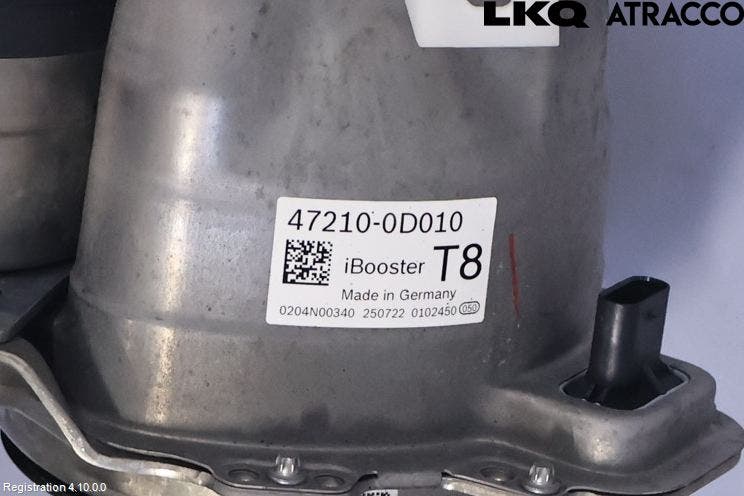 LKQ ATRACCO
47210-0D010
iBooster T8
Made in Germany
0204N00340 250722 0102450 050
Registration 4.10.0.0